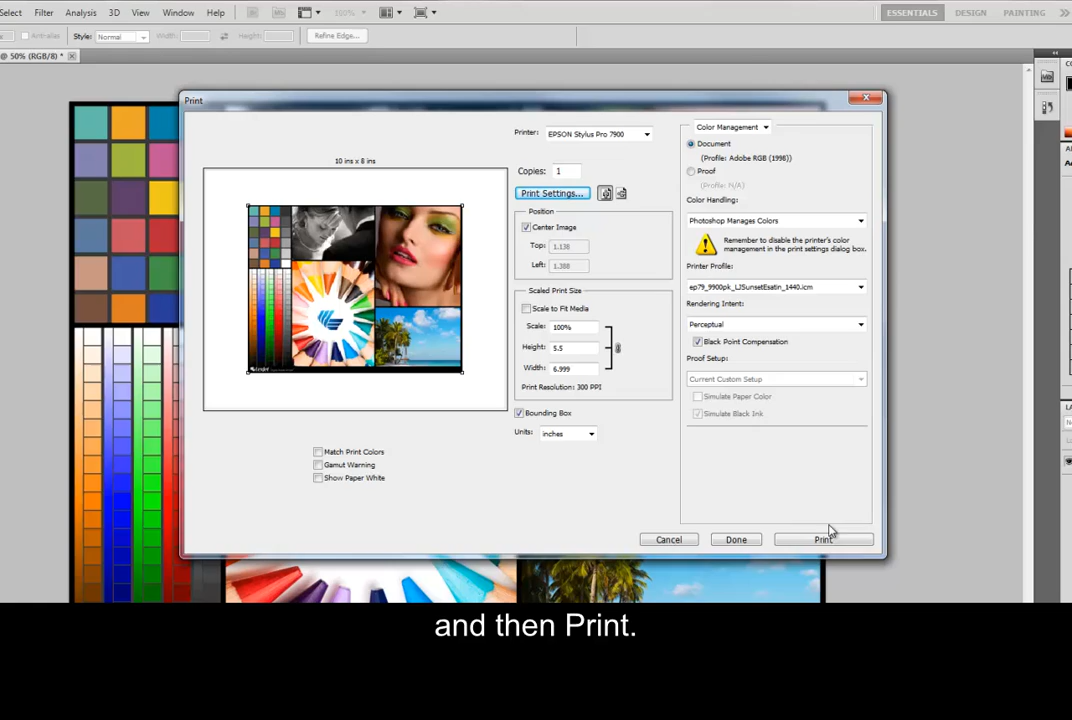 Select Filter Analysis 3D View Window Help 100% ESSENTIALS DESIGN PAINTING
Anti-alias Style: Normal Width: Height: Refine Edge...
@ 50% (RGB/8) *
Print
Printer: EPSON Stylus Pro 7900
10 ins x 8 ins
Copies: 1
Print Settings...
Position
Center Image
Top: 1.138
Left: 1.388
Scaled Print Size
Scale to Fit Media
Scale: 100%
Height: 5.5
Width: 6.999
Print Resolution: 300 PPI
Bounding Box
Units: inches
Match Print Colors
Gamut Warning
Show Paper White
Color Management
Document
(Profile: Adobe RGB (1998))
Proof
(Profile: N/A)
Color Handling:
Photoshop Manages Colors
Remember to disable the printer's color
management in the print settings dialog box.
Printer Profile:
ep79_9900pk_LJSunsetEsatin_1440.icm
Rendering Intent:
Perceptual
Black Point Compensation
Proof Setup:
Current Custom Setup
Simulate Paper Color
Simulate Black Ink
Cancel Done Print
and then Print.